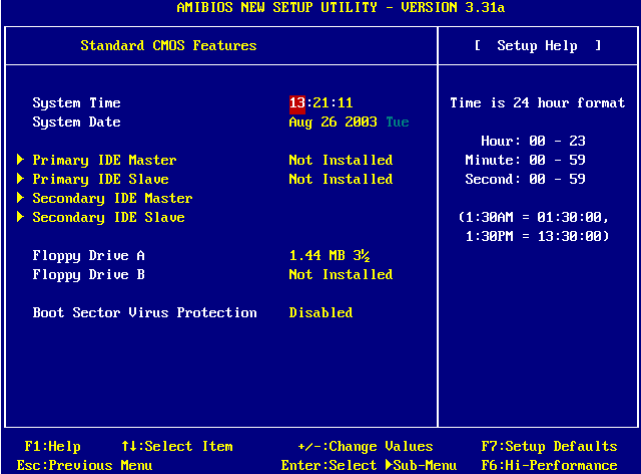 AMIBIOS NEW SETUP UTILITY - VERSION 3.31a
Standard CMOS Features
[ Setup Help ]
System Time 13:21:11
System Date Aug 26 2003 Tue
Primary IDE Master Not Installed
Primary IDE Slave Not Installed
Secondary IDE Master
Secondary IDE Slave
Floppy Drive A 1.44 MB 3½
Floppy Drive B Not Installed
Boot Sector Virus Protection Disabled
Time is 24 hour format
Hour: 00 - 23
Minute: 00 - 59
Second: 00 - 59
(1:30AM = 01:30:00,
1:30PM = 13:30:00)
F1:Help ↑↓:Select Item +/-:Change Values F7:Setup Defaults
Esc:Previous Menu Enter:Select ▶Sub-Menu F6:Hi-Performance